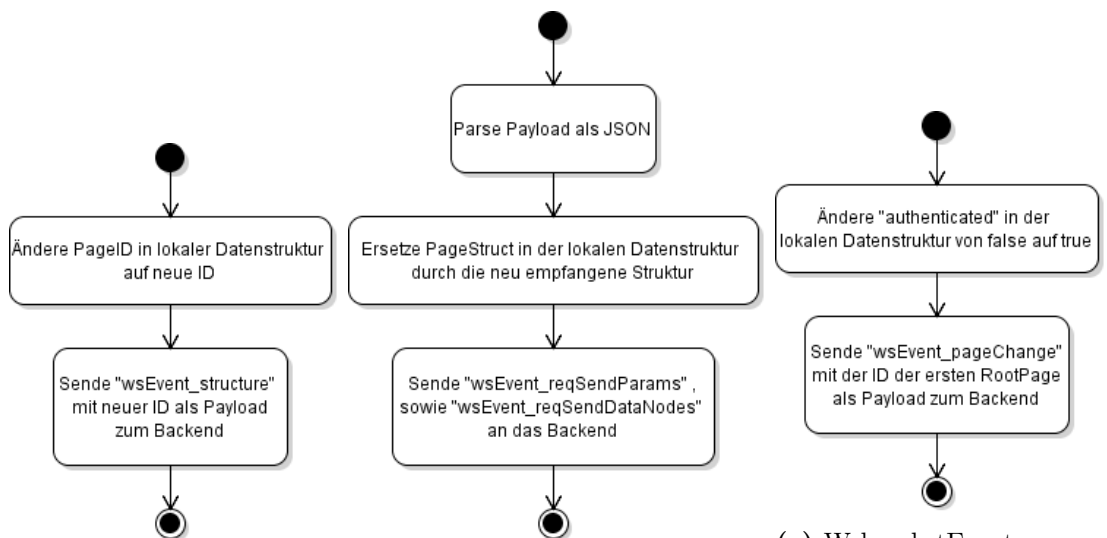 Ändere PageID in lokaler Datenstruktur
auf neue ID
Sende "wsEvent_structure"
mit neuer ID als Payload
zum Backend
Parse Payload als JSON
Ersetze PageStruct in der lokalen Datenstruktur
durch die neu empfangene Struktur
Sende "wsEvent_reqSendParams" ,
sowie "wsEvent_reqSendDataNodes"
an das Backend
Ändere "authenticated" in der
lokalen Datenstruktur von false auf true
Sende "wsEvent_pageChange"
mit der ID der ersten RootPage
als Payload zum Backend